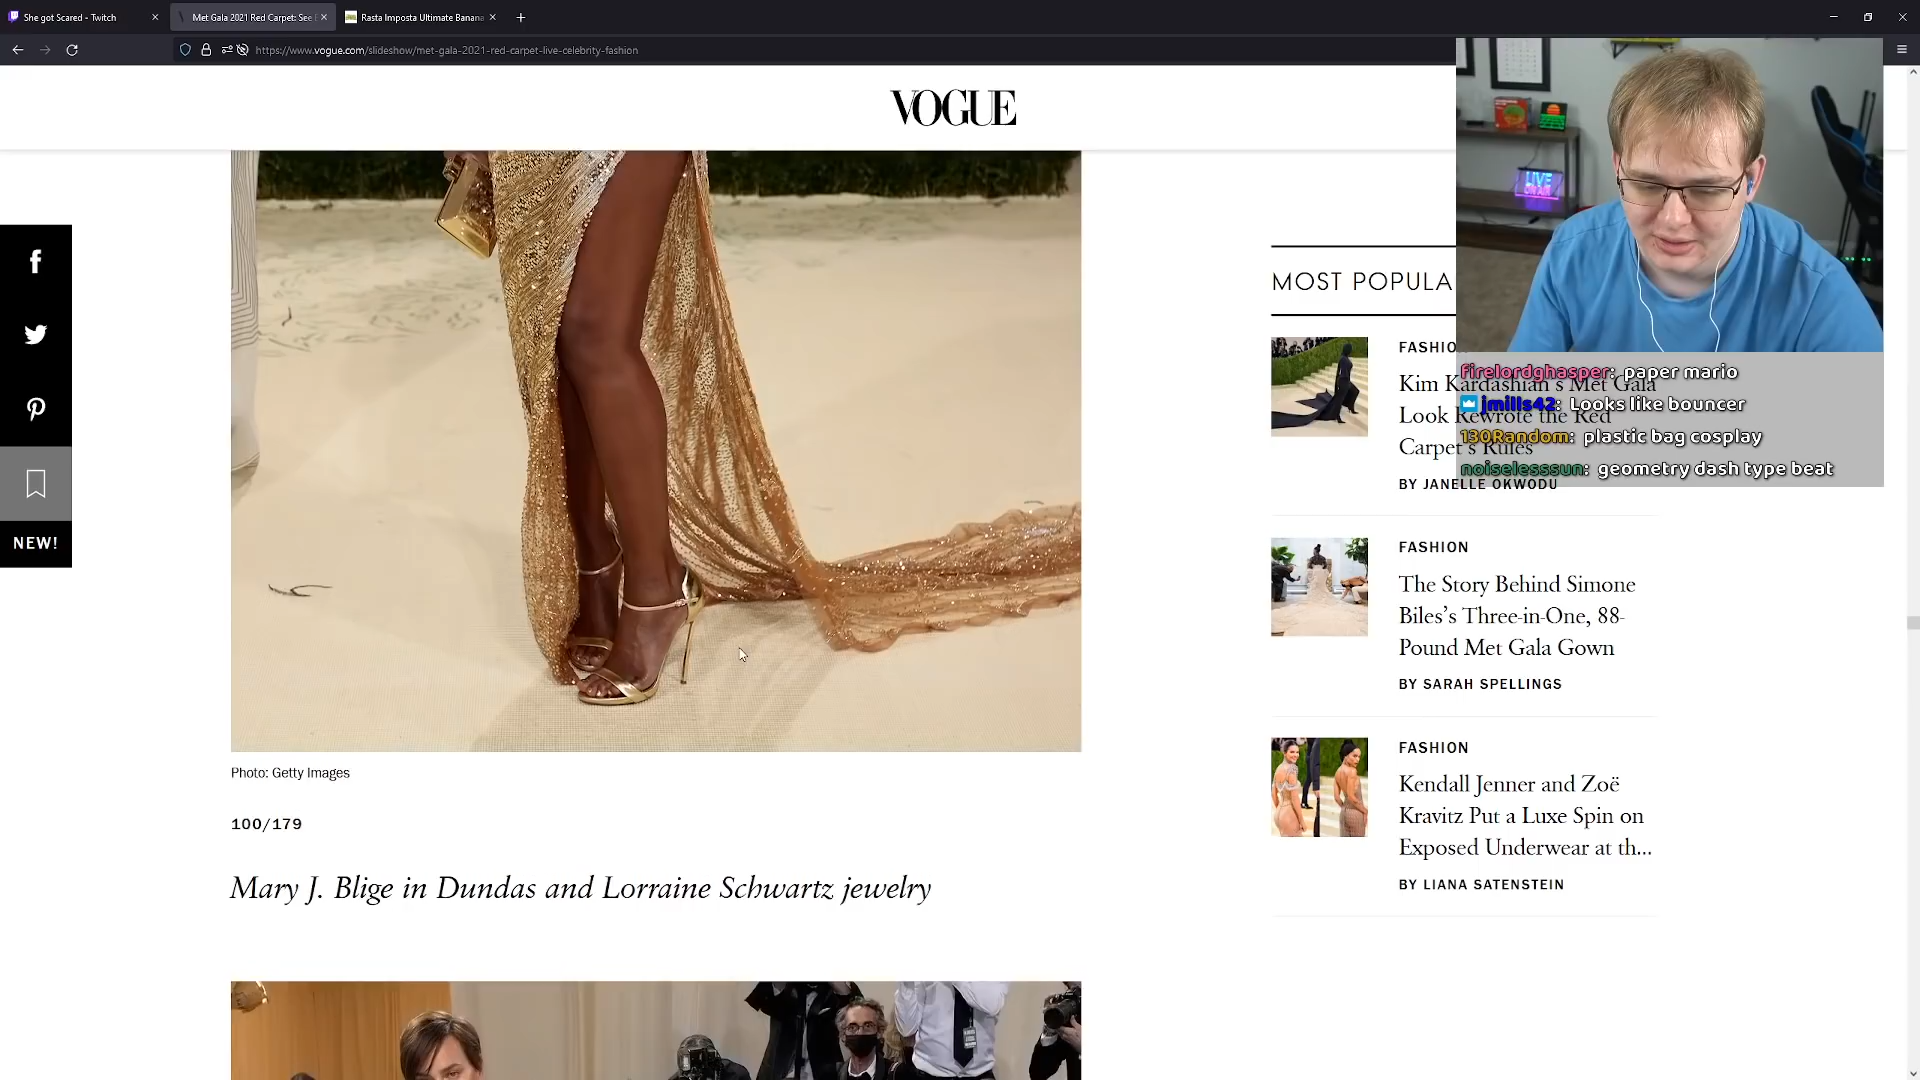 She got Scared - Twitch
Met Gala 2021 Red Carpet: See
Rasta Imposta Ultimate Banana
https://www.vogue.com/slideshow/met-gala-2021-red-carpet-live-celebrity-fashion
VOGUE
NEW!
Photo: Getty Images
100/179
Mary J. Blige in Dundas and Lorraine Schwartz jewelry
MOST POPULA
FASHIO
Kim Kardashian's Met Gala
Look Rewrote the Red
Carpet's Rules
BY JANELLE OKWODU
FASHION
The Story Behind Simone
Biles's Three-in-One, 88-
Pound Met Gala Gown
BY SARAH SPELLINGS
FASHION
Kendall Jenner and Zoë
Kravitz Put a Luxe Spin on
Exposed Underwear at th...
BY LIANA SATENSTEIN
firelordghasper: paper mario
jmills42: Looks like bouncer
130Random: plastic bag cosplay
noiselesssun: geometry dash type beat